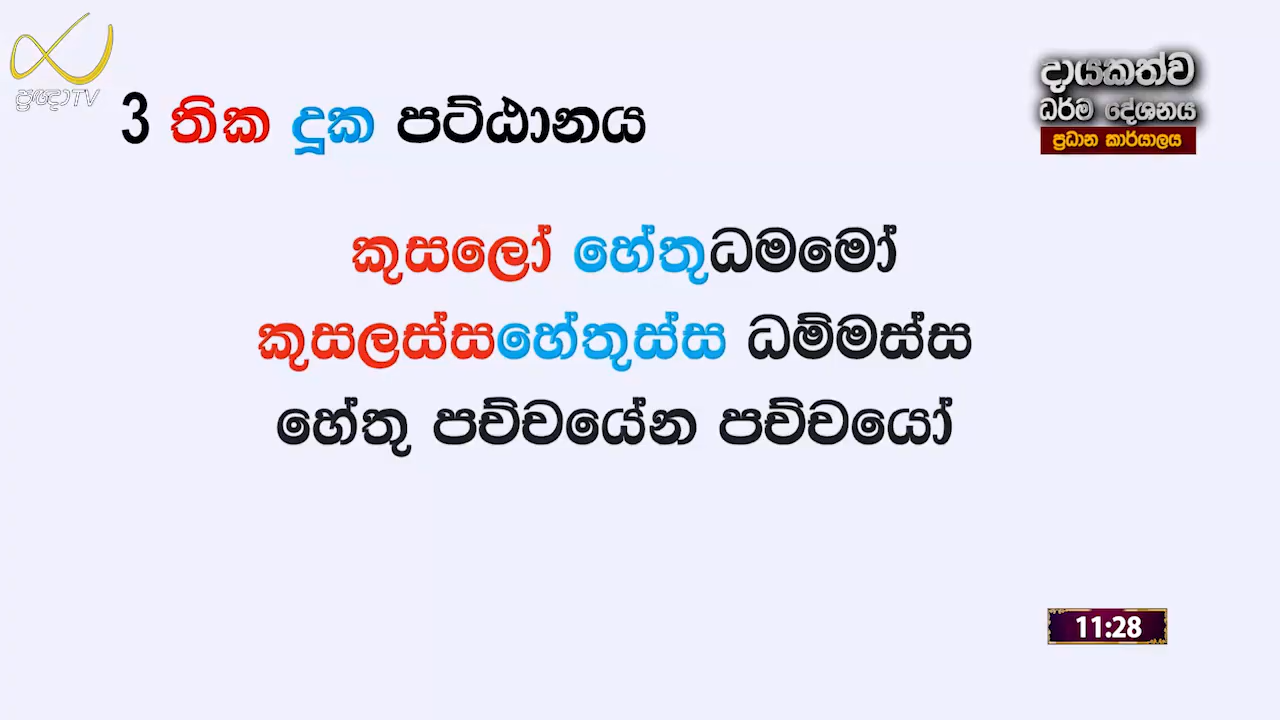 ප්‍රඥාTV
දායකත්ව
ධර්ම දේශනය
ප්‍රධාන කාර්යාලය
3 තික දූක පට්ඨානය
කුසලෝ හේතුධමමෝ
කුසලස්සහේතුස්ස ධම්මස්ස
හේතු පච්චයේන පච්චයෝ
11:28